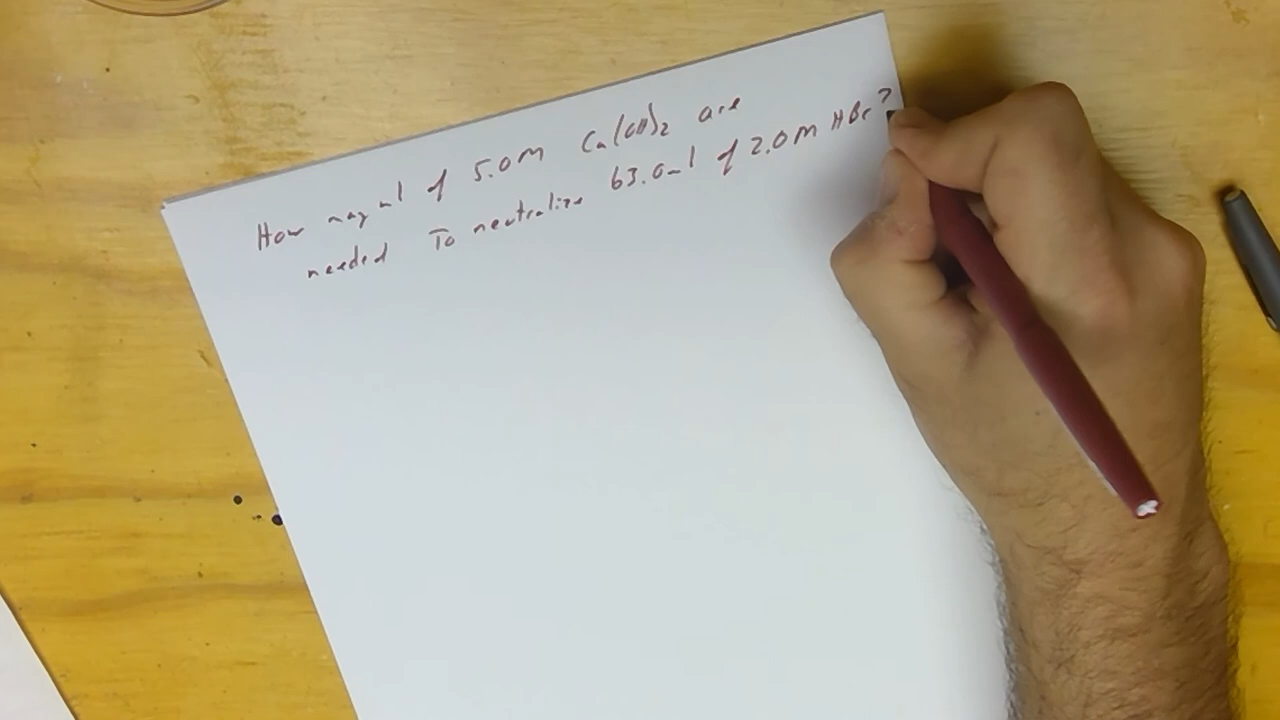 How many ml of 5.0M Ca(OH)2 are
needed To neutralize 63.0ml of 2.0M HBr?